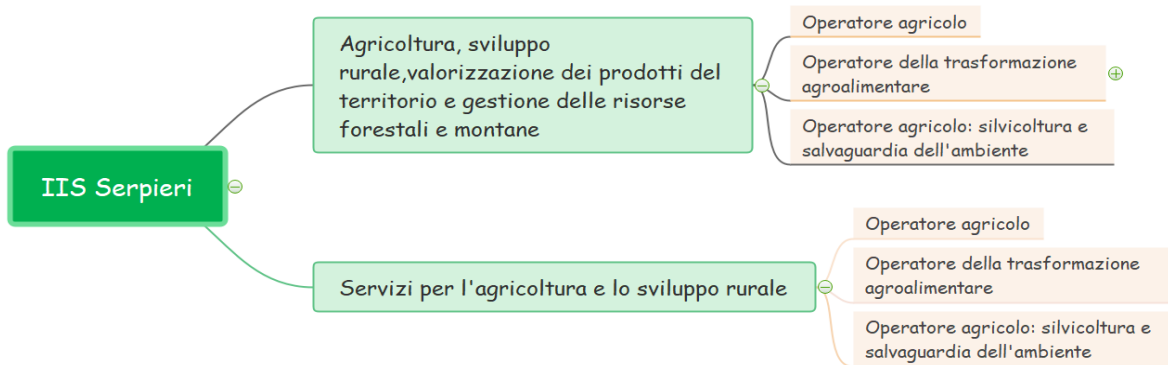 IIS Serpieri
Agricoltura, sviluppo
rurale,valorizzazione dei prodotti del
territorio e gestione delle risorse
forestali e montane
Operatore agricolo
Operatore della trasformazione
agroalimentare
Operatore agricolo: silvicoltura e
salvaguardia dell'ambiente
Servizi per l'agricoltura e lo sviluppo rurale
Operatore agricolo
Operatore della trasformazione
agroalimentare
Operatore agricolo: silvicoltura e
salvaguardia dell'ambiente